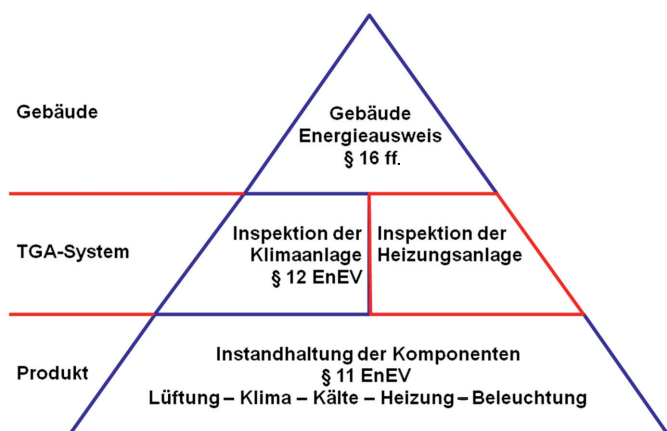 Gebäude
Gebäude
Energieausweis
§ 16 ff.
TGA-System
Inspektion der
Klimaanlage
§ 12 EnEV
Inspektion der
Heizungsanlage
Produkt
Instandhaltung der Komponenten
§ 11 EnEV
Lüftung – Klima – Kälte – Heizung – Beleuchtung